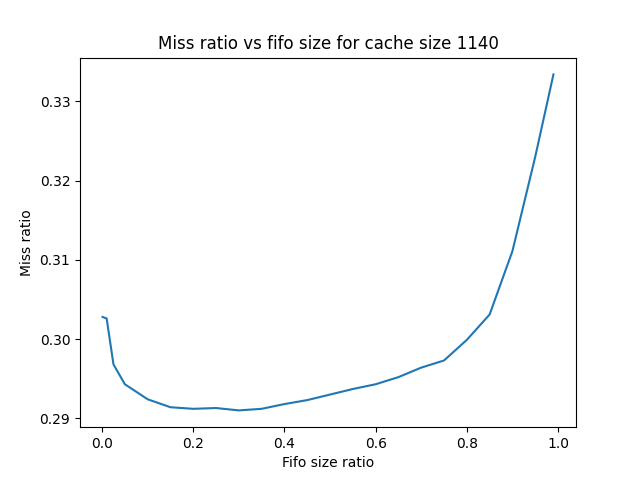 Miss ratio vs fifo size for cache size 1140
Miss ratio
0.33
0.32
0.31
0.30
0.29
0.0 0.2 0.4 0.6 0.8 1.0
Fifo size ratio